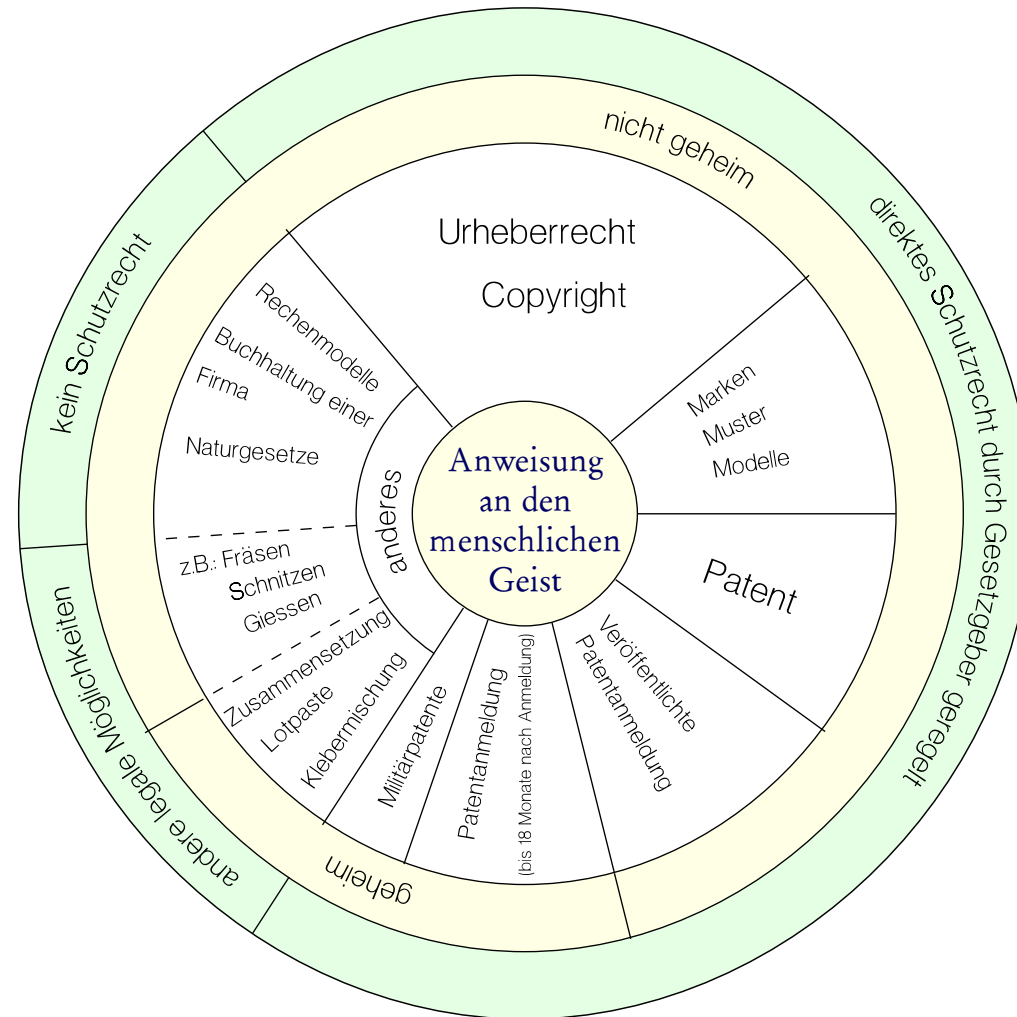 nicht geheim
direktes Schutzrecht durch Gesetzgeber geregelt
kein Schutzrecht
andere legale Möglichkeiten
geheim
Urheberrecht
Copyright
Marken
Muster
Modelle
Patent
Veröffentlichte
Patentanmeldung
Patentanmeldung
(bis 18 Monate nach Anmeldung)
Militärpatente
Zusammensetzung
Lotpaste
Klebermischung
z.B.: Fräsen
Schnitzen
Giessen
Rechenmodelle
Buchhaltung einer
Firma
Naturgesetze
anderes
Anweisung
an den
menschlichen
Geist